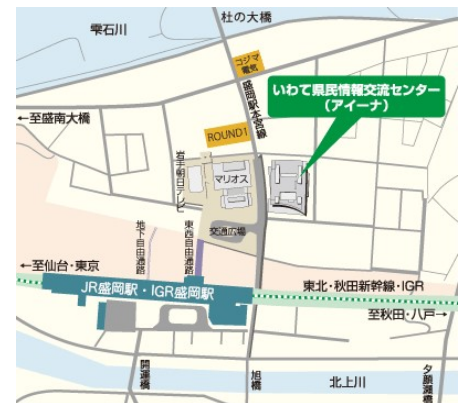 杜の大橋
雫石川
コジマ
電気
盛岡駅本宮線
いわて県民情報交流センター
(アイーナ)
←至盛南大橋
ROUND1
岩手朝日テレビ
マリオス
交通広場
地下自由通路
東西自由通路
←至仙台・東京
JR盛岡駅・IGR盛岡駅
東北・秋田新幹線・IGR
至秋田・八戸→
開運橋
旭橋
北上川
夕顔瀬橋